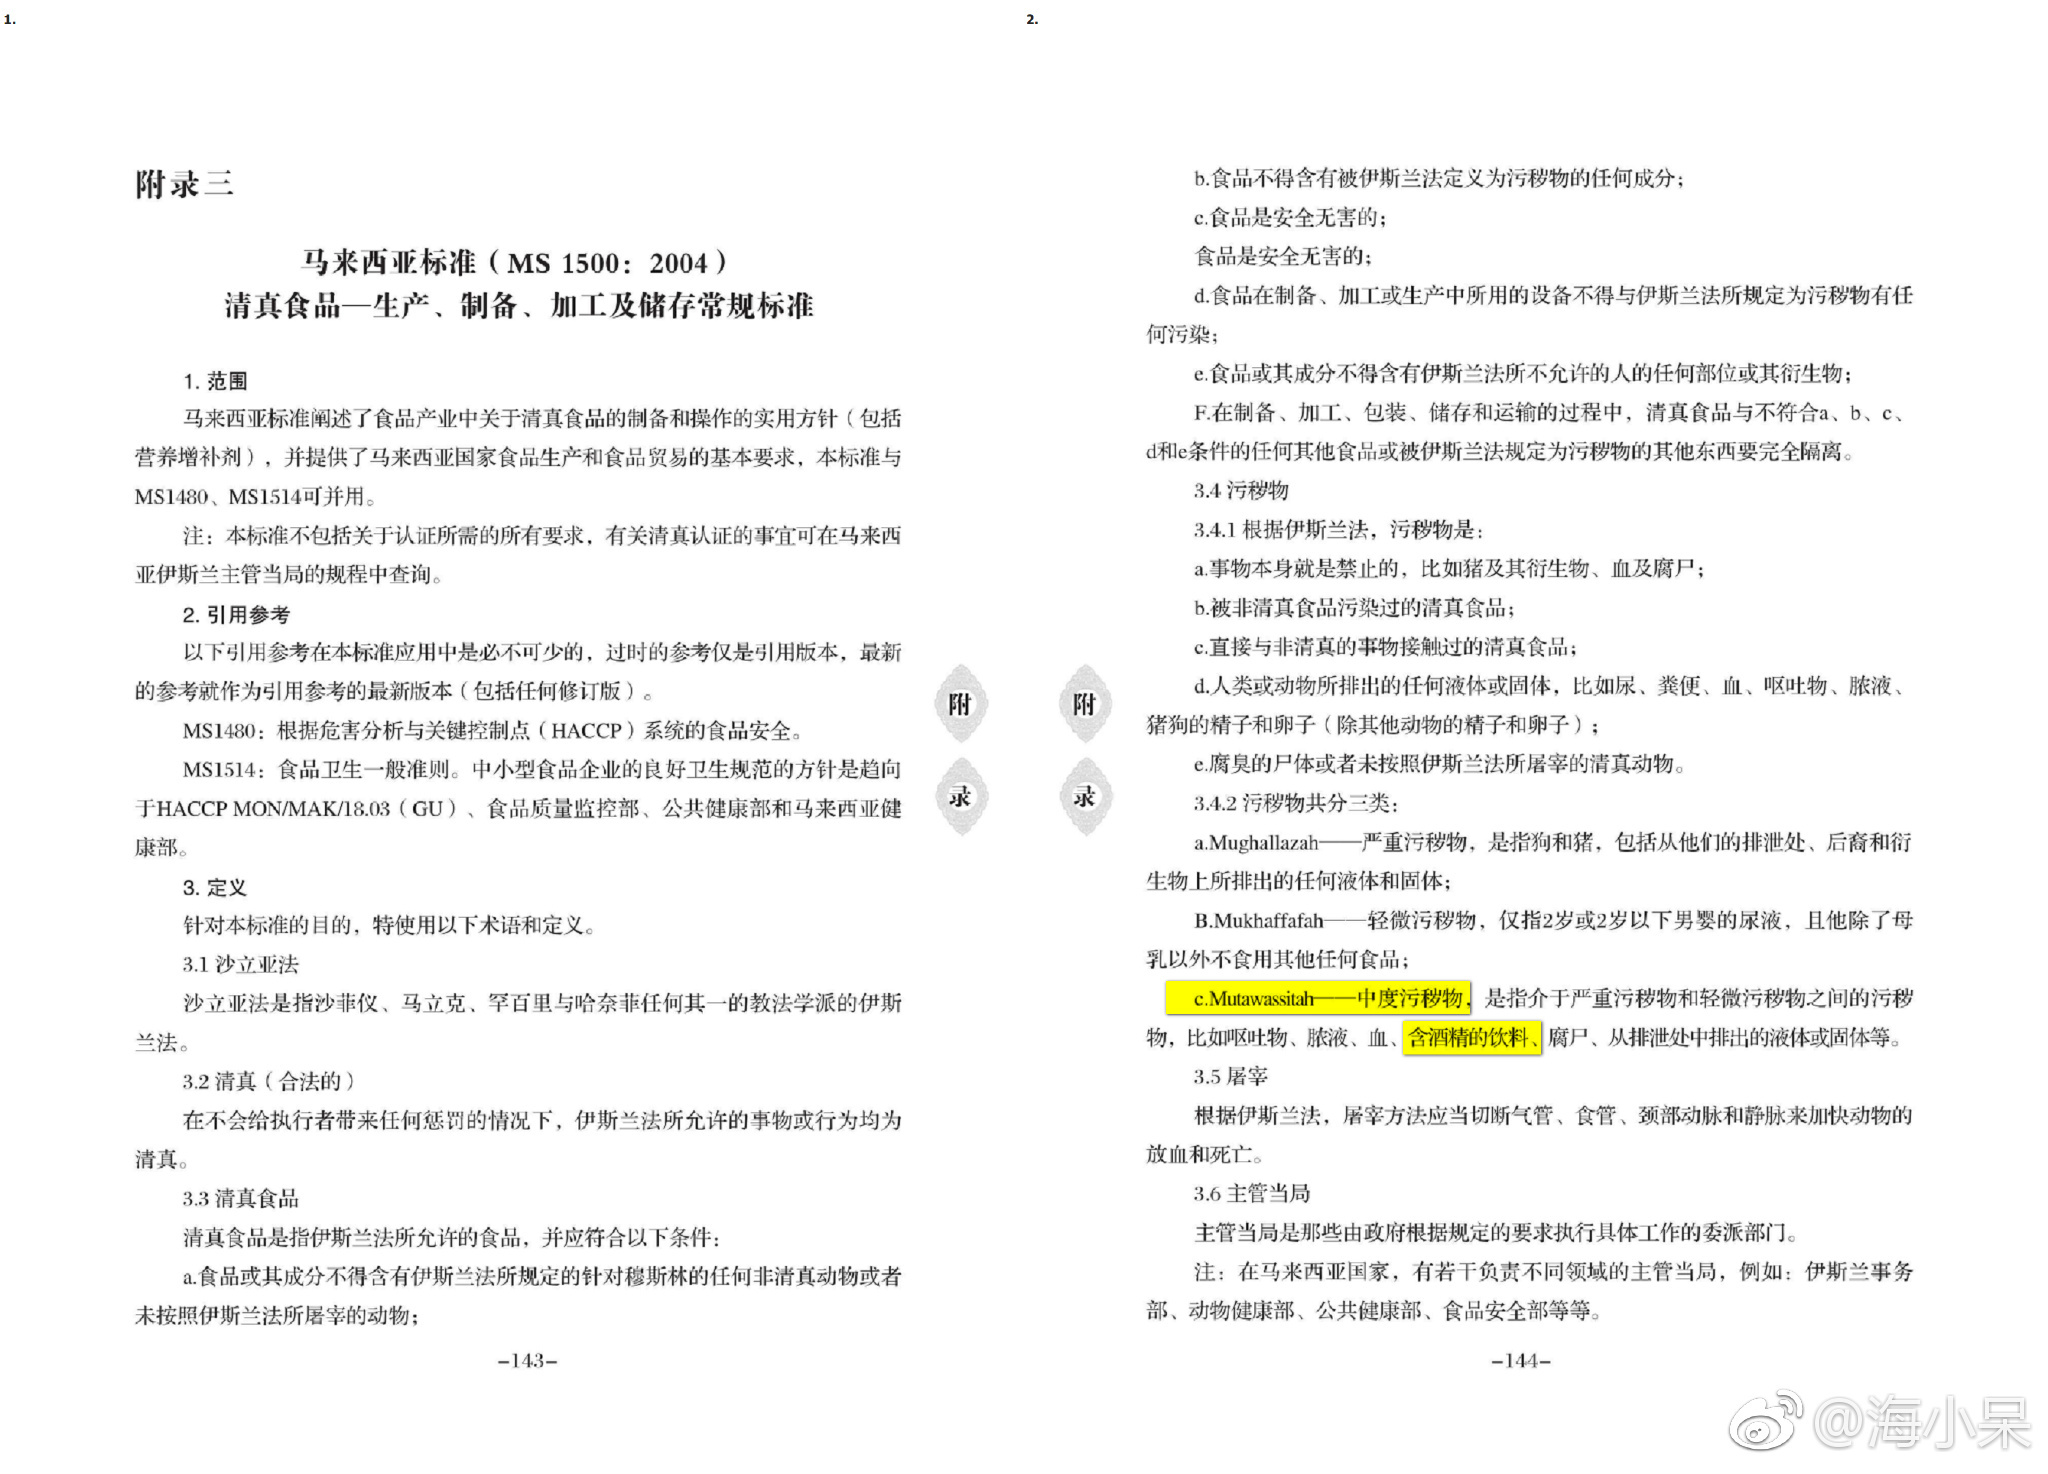 1.
附录三
马来西亚标准（MS 1500：2004）
清真食品—生产、制备、加工及储存常规标准
1. 范围
马来西亚标准阐述了食品产业中关于清真食品的制备和操作的实用方针（包括
营养增补剂），并提供了马来西亚国家食品生产和食品贸易的基本要求，本标准与
MS1480、MS1514可并用。
注：本标准不包括关于认证所需的所有要求，有关清真认证的事宜可在马来西
亚伊斯兰主管当局的规程中查询。
2. 引用参考
以下引用参考在本标准应用中是必不可少的，过时的参考仅是引用版本，最新
的参考就作为引用参考的最新版本（包括任何修订版）。
MS1480：根据危害分析与关键控制点（HACCP）系统的食品安全。
MS1514：食品卫生一般准则。中小型食品企业的良好卫生规范的方针是趋向
于HACCP MON/MAK/18.03（GU）、食品质量监控部、公共健康部和马来西亚健
康部。
3. 定义
针对本标准的目的，特使用以下术语和定义。
3.1 沙立亚法
沙立亚法是指沙菲仪、马立克、罕百里与哈奈菲任何其一的教法学派的伊斯
兰法。
3.2 清真（合法的）
在不会给执行者带来任何惩罚的情况下，伊斯兰法所允许的事物或行为均为
清真。
3.3 清真食品
清真食品是指伊斯兰法所允许的食品，并应符合以下条件：
a.食品或其成分不得含有伊斯兰法所规定的针对穆斯林的任何非清真动物或者
未按照伊斯兰法所屠宰的动物；
–143–
附
录
2.
b.食品不得含有被伊斯兰法定义为污秽物的任何成分；
c.食品是安全无害的；
食品是安全无害的；
d.食品在制备、加工或生产中所用的设备不得与伊斯兰法所规定为污秽物有任
何污染；
e.食品或其成分不得含有伊斯兰法所不允许的人的任何部位或其衍生物；
F.在制备、加工、包装、储存和运输的过程中，清真食品与不符合a、b、c、
d和e条件的任何其他食品或被伊斯兰法规定为污秽物的其他东西要完全隔离。
3.4 污秽物
3.4.1 根据伊斯兰法，污秽物是：
a.事物本身就是禁止的，比如猪及其衍生物、血及腐尸；
b.被非清真食品污染过的清真食品；
c.直接与非清真的事物接触过的清真食品；
d.人类或动物所排出的任何液体或固体，比如尿、粪便、血、呕吐物、脓液、
猪狗的精子和卵子（除其他动物的精子和卵子）；
e.腐臭的尸体或者未按照伊斯兰法所屠宰的清真动物。
3.4.2 污秽物共分三类：
a.Mughallazah——严重污秽物，是指狗和猪，包括从他们的排泄处、后裔和衍
生物上所排出的任何液体和固体；
B.Mukhaffafah——轻微污秽物，仅指2岁或2岁以下男婴的尿液，且他除了母
乳以外不食用其他任何食品；
c.Mutawassitah——中度污秽物，是指介于严重污秽物和轻微污秽物之间的污秽
物，比如呕吐物、脓液、血、含酒精的饮料、腐尸、从排泄处中排出的液体或固体等。
3.5 屠宰
根据伊斯兰法，屠宰方法应当切断气管、食管、颈部动脉和静脉来加快动物的
放血和死亡。
3.6 主管当局
主管当局是那些由政府根据规定的要求执行具体工作的委派部门。
注：在马来西亚国家，有若干负责不同领域的主管当局，例如：伊斯兰事务
部、动物健康部、公共健康部、食品安全部等等。
–144–
附
录
@海小呆